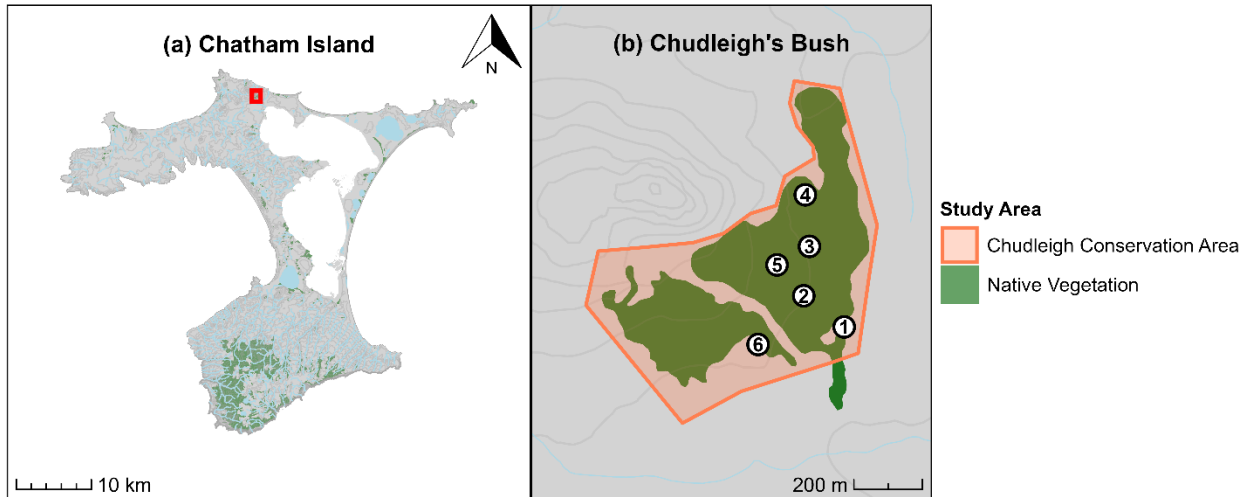 (a) Chatham Island
N
10 km
(b) Chudleigh's Bush
4
3
5
2
1
6
200 m
Study Area
Chudleigh Conservation Area
Native Vegetation